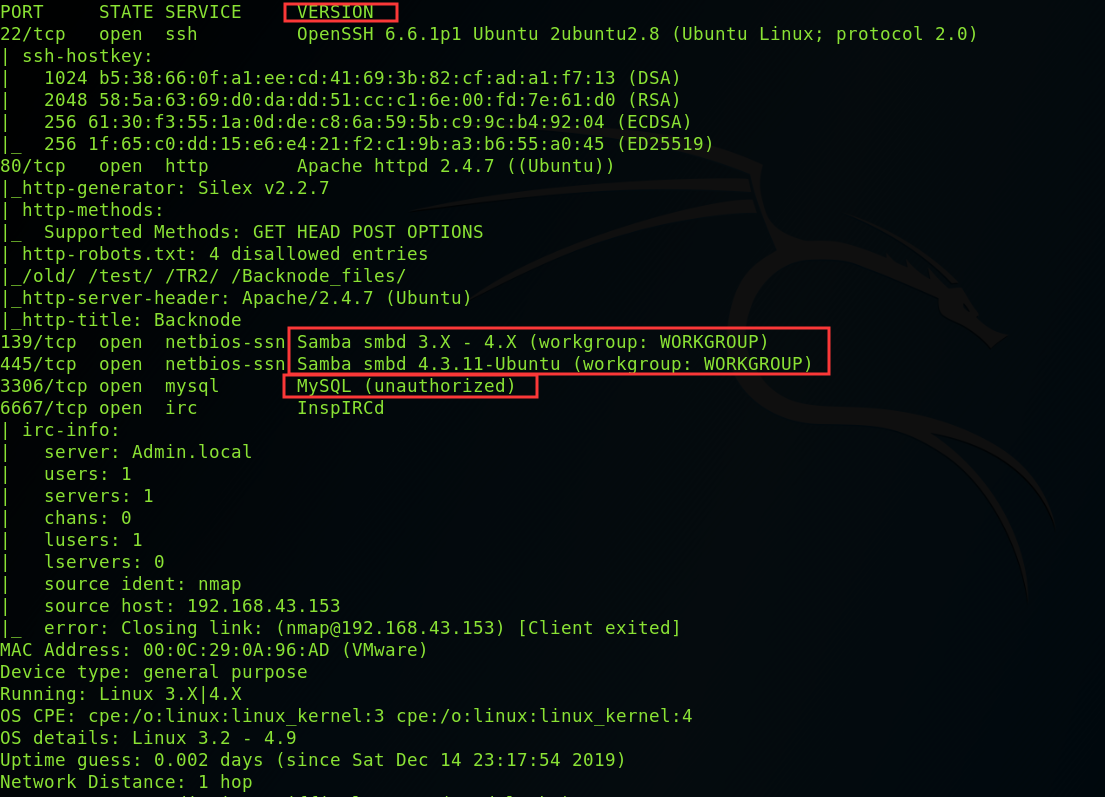 PORT     STATE SERVICE     VERSION
22/tcp   open  ssh         OpenSSH 6.6.1p1 Ubuntu 2ubuntu2.8 (Ubuntu Linux; protocol 2.0)
| ssh-hostkey:
|   1024 b5:38:66:0f:a1:ee:cd:41:69:3b:82:cf:ad:a1:f7:13 (DSA)
|   2048 58:5a:63:69:d0:da:dd:51:cc:c1:6e:00:fd:7e:61:d0 (RSA)
|   256 61:30:f3:55:1a:0d:de:c8:6a:59:5b:c9:9c:b4:92:04 (ECDSA)
|_  256 1f:65:c0:dd:15:e6:e4:21:f2:c1:9b:a3:b6:55:a0:45 (ED25519)
80/tcp   open  http        Apache httpd 2.4.7 ((Ubuntu))
|_http-generator: Silex v2.2.7
| http-methods:
|_  Supported Methods: GET HEAD POST OPTIONS
| http-robots.txt: 4 disallowed entries
|_/old/ /test/ /TR2/ /Backnode_files/
|_http-server-header: Apache/2.4.7 (Ubuntu)
|_http-title: Backnode
139/tcp  open  netbios-ssn Samba smbd 3.X - 4.X (workgroup: WORKGROUP)
445/tcp  open  netbios-ssn Samba smbd 4.3.11-Ubuntu (workgroup: WORKGROUP)
3306/tcp open  mysql       MySQL (unauthorized)
6667/tcp open  irc         InspIRCd
| irc-info:
|   server: Admin.local
|   users: 1
|   servers: 1
|   chans: 0
|   lusers: 1
|   lservers: 0
|   source ident: nmap
|   source host: 192.168.43.153
|_  error: Closing link: (nmap@192.168.43.153) [Client exited]
MAC Address: 00:0C:29:0A:96:AD (VMware)
Device type: general purpose
Running: Linux 3.X|4.X
OS CPE: cpe:/o:linux:linux_kernel:3 cpe:/o:linux:linux_kernel:4
OS details: Linux 3.2 - 4.9
Uptime guess: 0.002 days (since Sat Dec 14 23:17:54 2019)
Network Distance: 1 hop